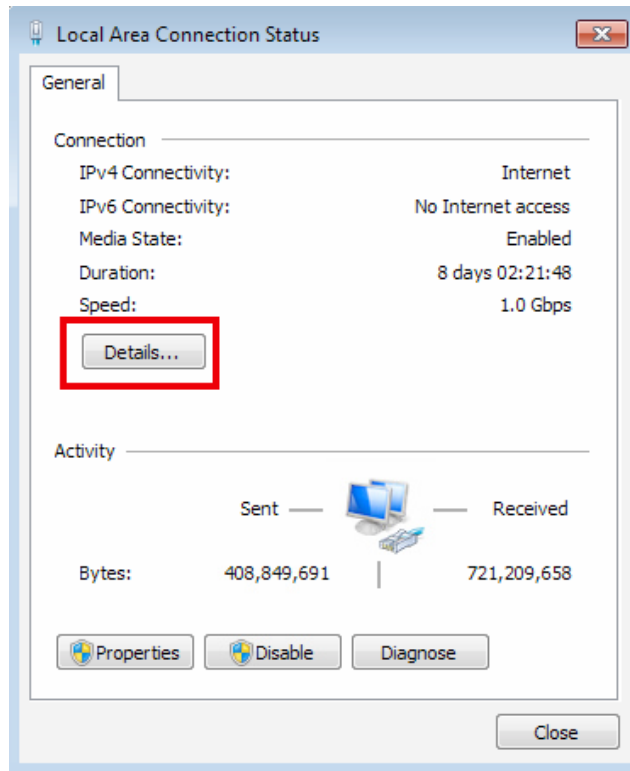 Local Area Connection Status
General
Connection
IPv4 Connectivity: Internet
IPv6 Connectivity: No Internet access
Media State: Enabled
Duration: 8 days 02:21:48
Speed: 1.0 Gbps
Details...
Activity
Sent Received
Bytes: 408,849,691 721,209,658
Properties Disable Diagnose
Close